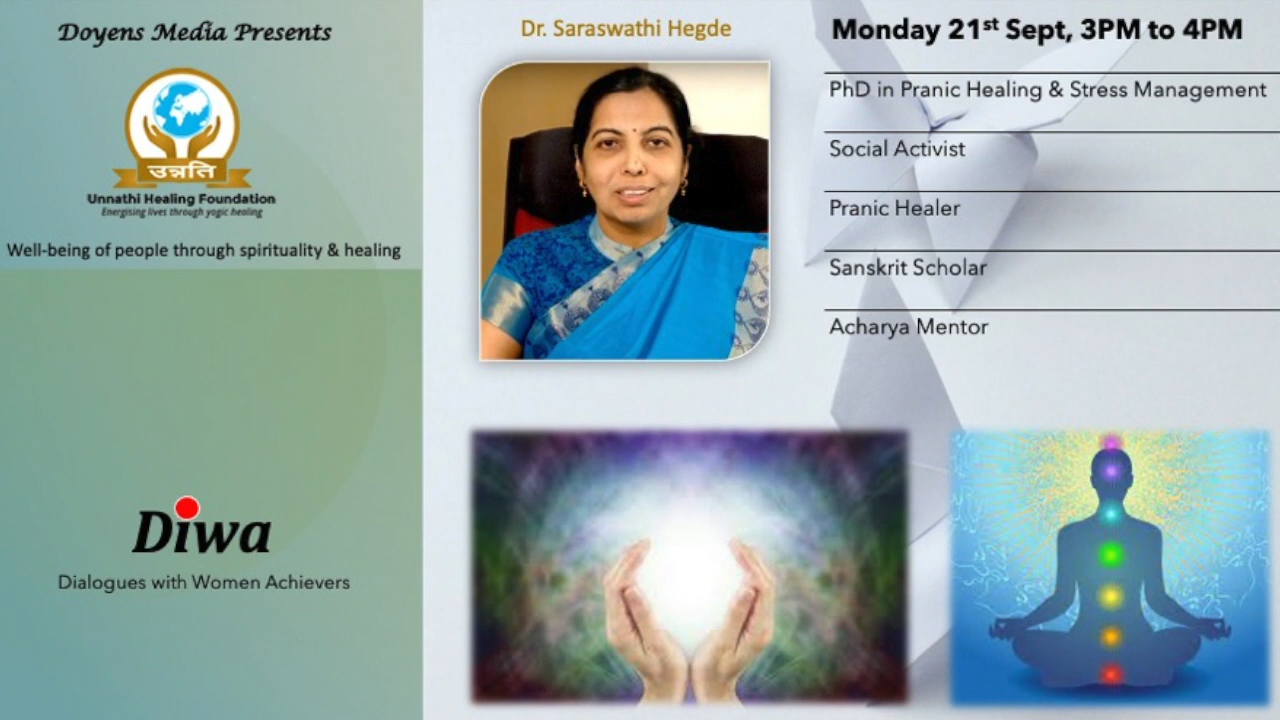 Doyens Media Presents
उन्नति
Unnathi Healing Foundation
Energising lives through yogic healing
Well-being of people through spirituality & healing
Diwa
Dialogues with Women Achievers
Dr. Saraswathi Hegde
Monday 21st Sept, 3PM to 4PM
PhD in Pranic Healing & Stress Management
Social Activist
Pranic Healer
Sanskrit Scholar
Acharya Mentor